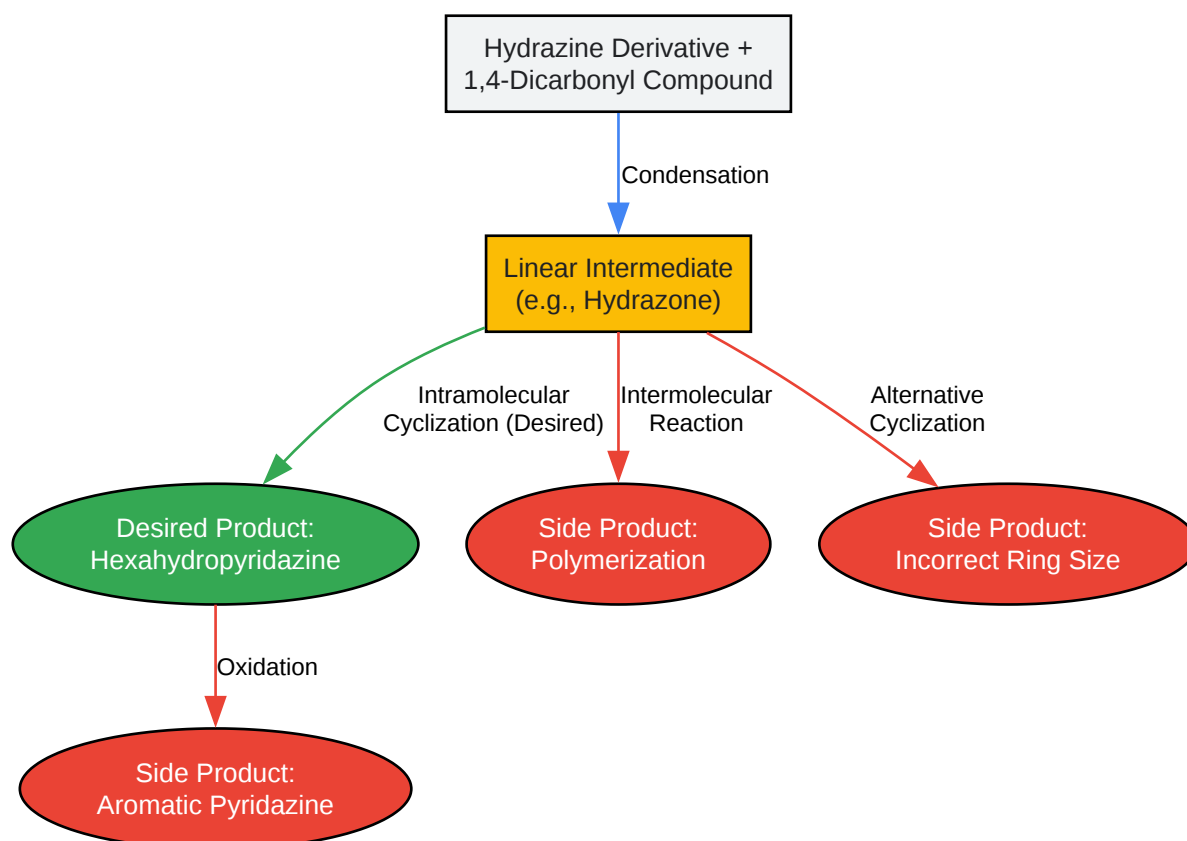 Hydrazine Derivative +
1,4-Dicarbonyl Compound
Condensation
Linear Intermediate
(e.g., Hydrazone)
Intramolecular
Cyclization (Desired)
Intermolecular
Reaction
Alternative
Cyclization
Desired Product:
Hexahydropyridazine
Side Product:
Polymerization
Side Product:
Incorrect Ring Size
Oxidation
Side Product:
Aromatic Pyridazine